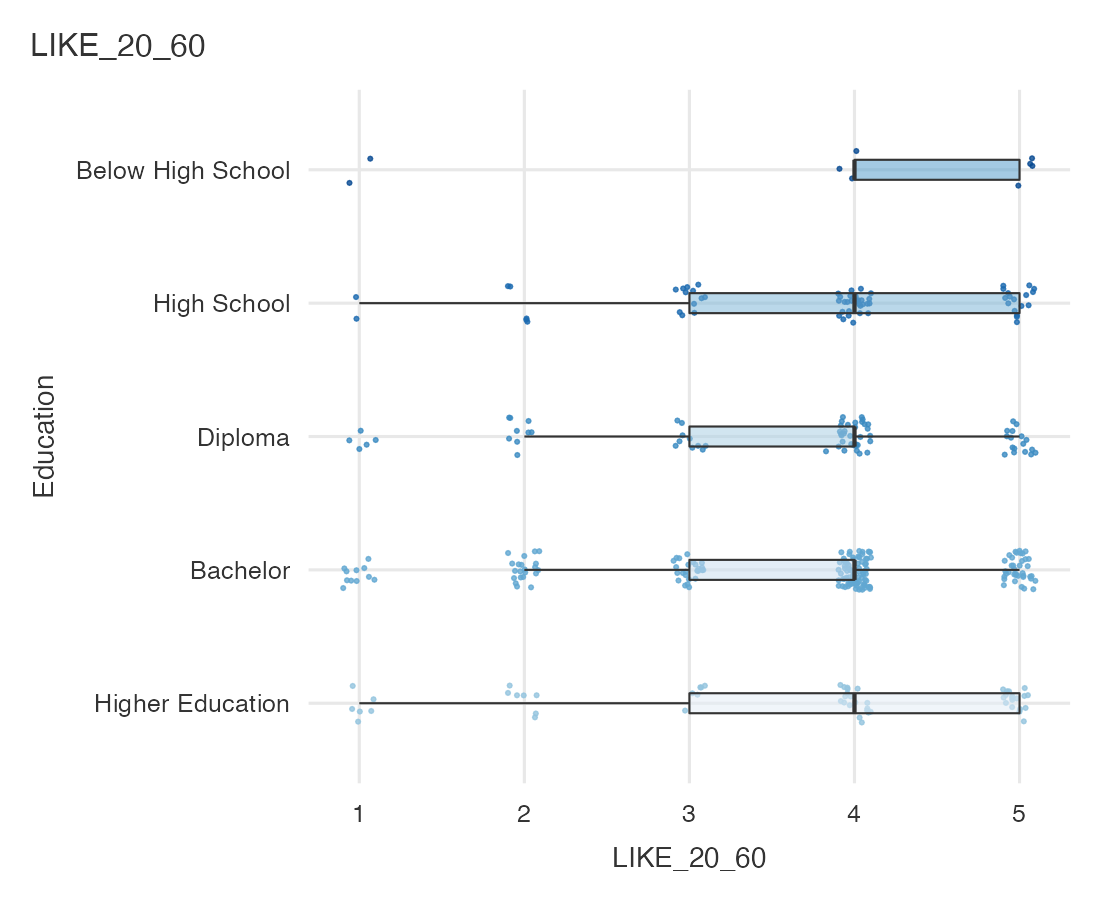 LIKE_20_60
Below High School
High School
Diploma
Bachelor
Higher Education
Education
1 2 3 4 5
LIKE_20_60